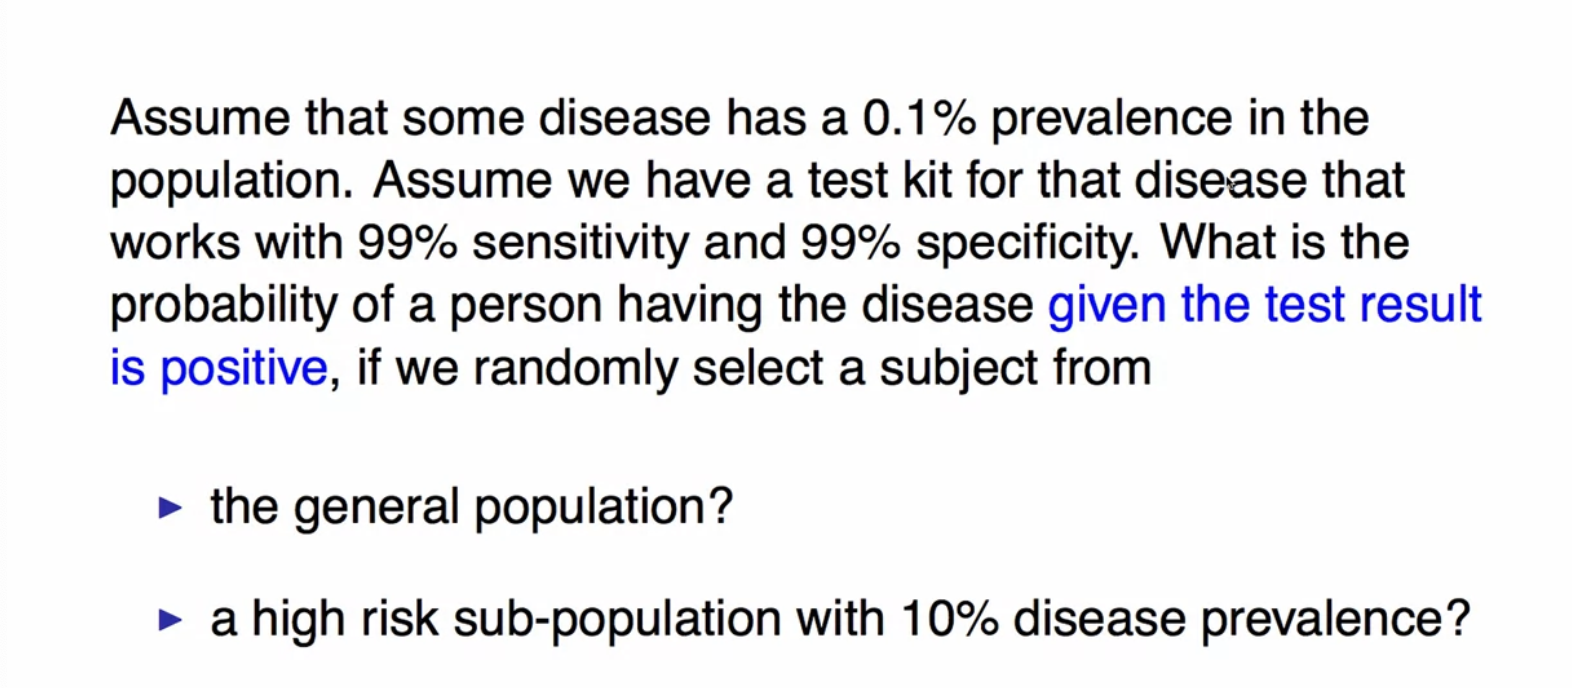 Assume that some disease has a 0.1% prevalence in the
population. Assume we have a test kit for that disease that
works with 99% sensitivity and 99% specificity. What is the
probability of a person having the disease given the test result
is positive, if we randomly select a subject from
▶ the general population?
▶ a high risk sub-population with 10% disease prevalence?